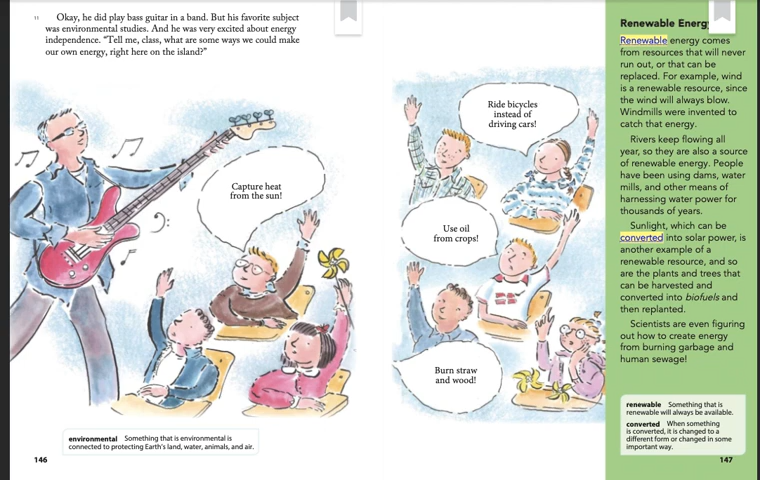 11
Okay, he did play bass guitar in a band. But his favorite subject
was environmental studies. And he was very excited about energy
independence. “Tell me, class, what are some ways we could make
our own energy, right here on the island?”
Capture heat
from the sun!
environmental Something that is environmental is
connected to protecting Earth's land, water, animals, and air.
146
Ride bicycles
instead of
driving cars!
Use oil
from crops!
Burn straw
and wood!
Renewable Energy
Renewable energy comes
from resources that will never
run out, or that can be
replaced. For example, wind
is a renewable resource, since
the wind will always blow.
Windmills were invented to
catch that energy.
Rivers keep flowing all
year, so they are also a source
of renewable energy. People
have been using dams, water
mills, and other means of
harnessing water power for
thousands of years.
Sunlight, which can be
converted into solar power, is
another example of a
renewable resource, and so
are the plants and trees that
can be harvested and
converted into biofuels and
then replanted.
Scientists are even figuring
out how to create energy
from burning garbage and
human sewage!
renewable Something that is
renewable will always be available.
converted When something
is converted, it is changed to a
different form or changed in some
important way.
147